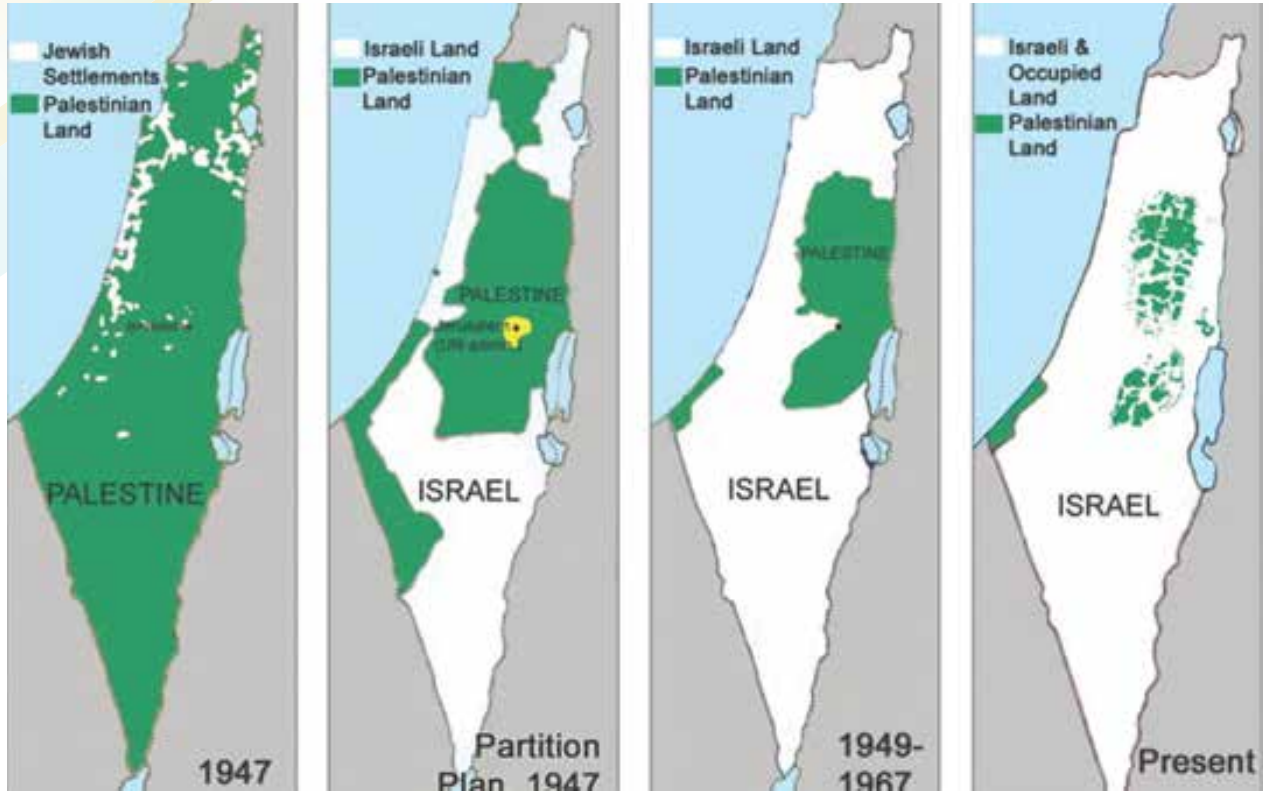 Jewish
Settlements
Palestinian
Land
PALESTINE
1947
Israeli Land
Palestinian
Land
PALESTINE
Jerusalem
ISRAEL
Partition
Plan 1947
Israeli Land
Palestinian
Land
PALESTINE
ISRAEL
1949-
1967
Israeli &
Occupied
Land
Palestinian
Land
ISRAEL
Present